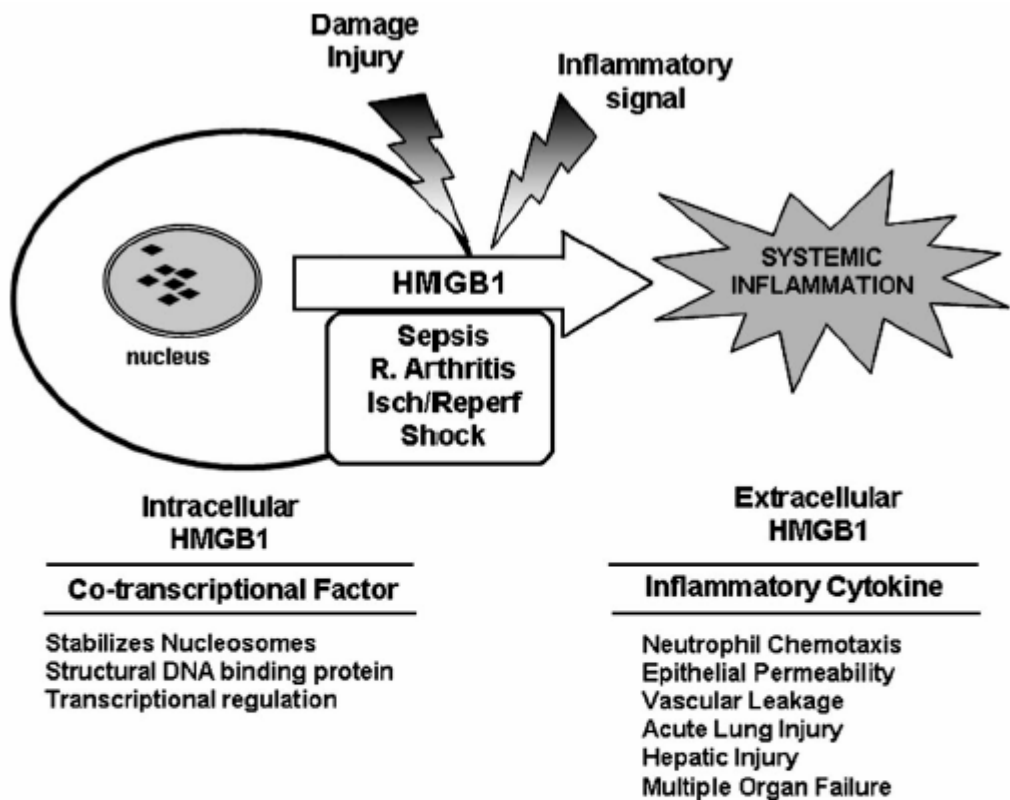 Damage
Injury
Inflammatory
signal
HMGB1
SYSTEMIC
INFLAMMATION
nucleus
Sepsis
R. Arthritis
Isch/Reperf
Shock
Intracellular
HMGB1
Co-transcriptional Factor
Stabilizes Nucleosomes
Structural DNA binding protein
Transcriptional regulation
Extracellular
HMGB1
Inflammatory Cytokine
Neutrophil Chemotaxis
Epithelial Permeability
Vascular Leakage
Acute Lung Injury
Hepatic Injury
Multiple Organ Failure